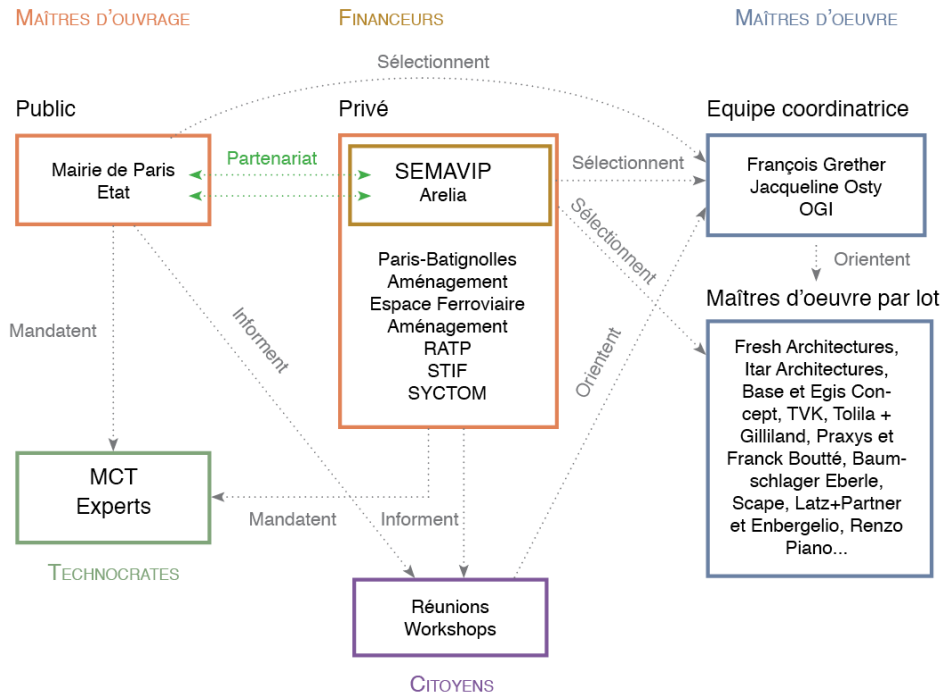 MAÎTRES D'OUVRAGE
FINANCEURS
MAÎTRES D'OEUVRE
Sélectionnent
Public
Privé
Equipe coordinatrice
Mairie de Paris
Etat
Partenariat
SEMAVIP
Arelia
Sélectionnent
Sélectionnent
François Grether
Jacqueline Osty
OGI
Orientent
Paris-Batignolles
Aménagement
Espace Ferroviaire
Aménagement
RATP
STIF
SYCTOM
Mandatent
Informent
Orientent
Maîtres d'oeuvre par lot
Fresh Architectures,
Itar Architectures,
Base et Egis Con-
cept, TVK, Tolila +
Gilliland, Praxys et
Franck Boutté, Baum-
schlager Eberle,
Scape, Latz+Partner
et Enbergelio, Renzo
Piano...
MCT
Experts
TECHNOCRATES
Mandatent
Informent
Réunions
Workshops
CITOYENS